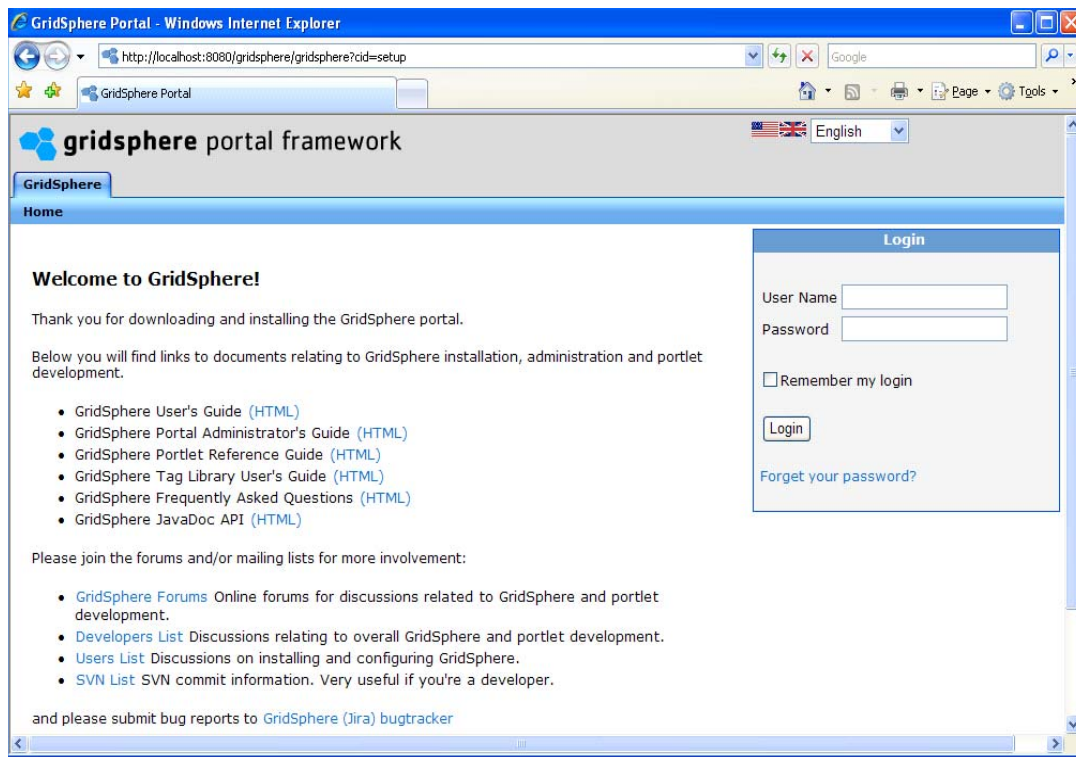 GridSphere Portal - Windows Internet Explorer
http://localhost:8080/gridsphere/gridsphere?cid=setup
Google
GridSphere Portal
Page
Tools
gridsphere portal framework
English
GridSphere
Home
Welcome to GridSphere!
Thank you for downloading and installing the GridSphere portal.
Below you will find links to documents relating to GridSphere installation, administration and portlet
development.
• GridSphere User's Guide (HTML)
• GridSphere Portal Administrator's Guide (HTML)
• GridSphere Portlet Reference Guide (HTML)
• GridSphere Tag Library User's Guide (HTML)
• GridSphere Frequently Asked Questions (HTML)
• GridSphere JavaDoc API (HTML)
Please join the forums and/or mailing lists for more involvement:
• GridSphere Forums Online forums for discussions related to GridSphere and portlet
development.
• Developers List Discussions relating to overall GridSphere and portlet development.
• Users List Discussions on installing and configuring GridSphere.
• SVN List SVN commit information. Very useful if you're a developer.
and please submit bug reports to GridSphere (Jira) bugtracker
Login
User Name
Password
Remember my login
Login
Forget your password?